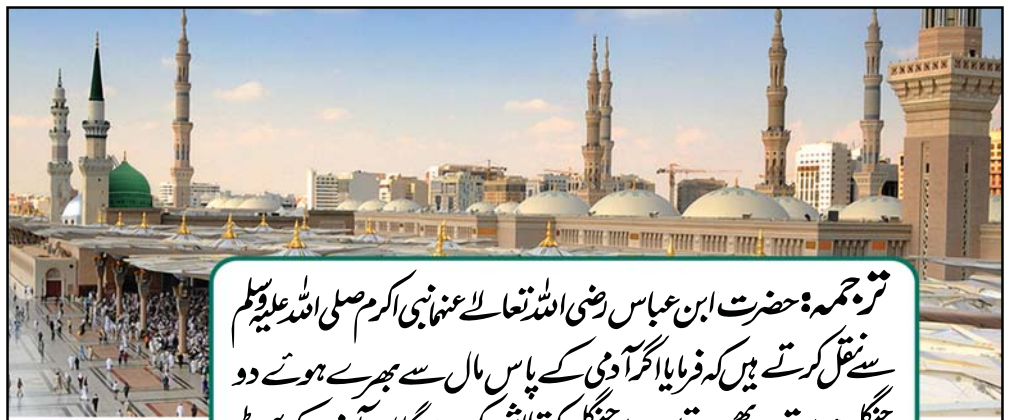 ترجمہ: حضرت ابن عباس رضی اللہ تعالےٰ عنہما نبی اکرم صلی اللہ علیہ وسلم
سے نقل کرتے ہیں کہ فرمایا اگر آدمی کے پاس مال سے بھرے ہوئے دو